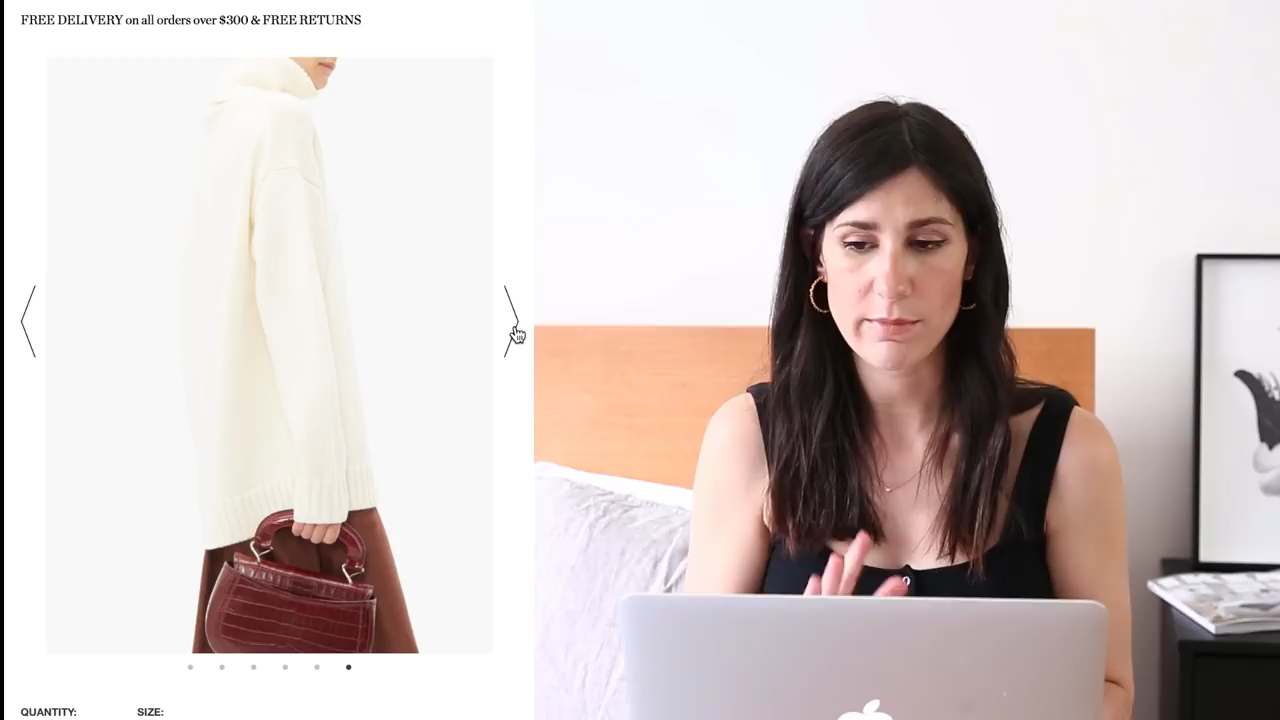 FREE DELIVERY on all orders over $300 & FREE RETURNS
QUANTITY: SIZE: